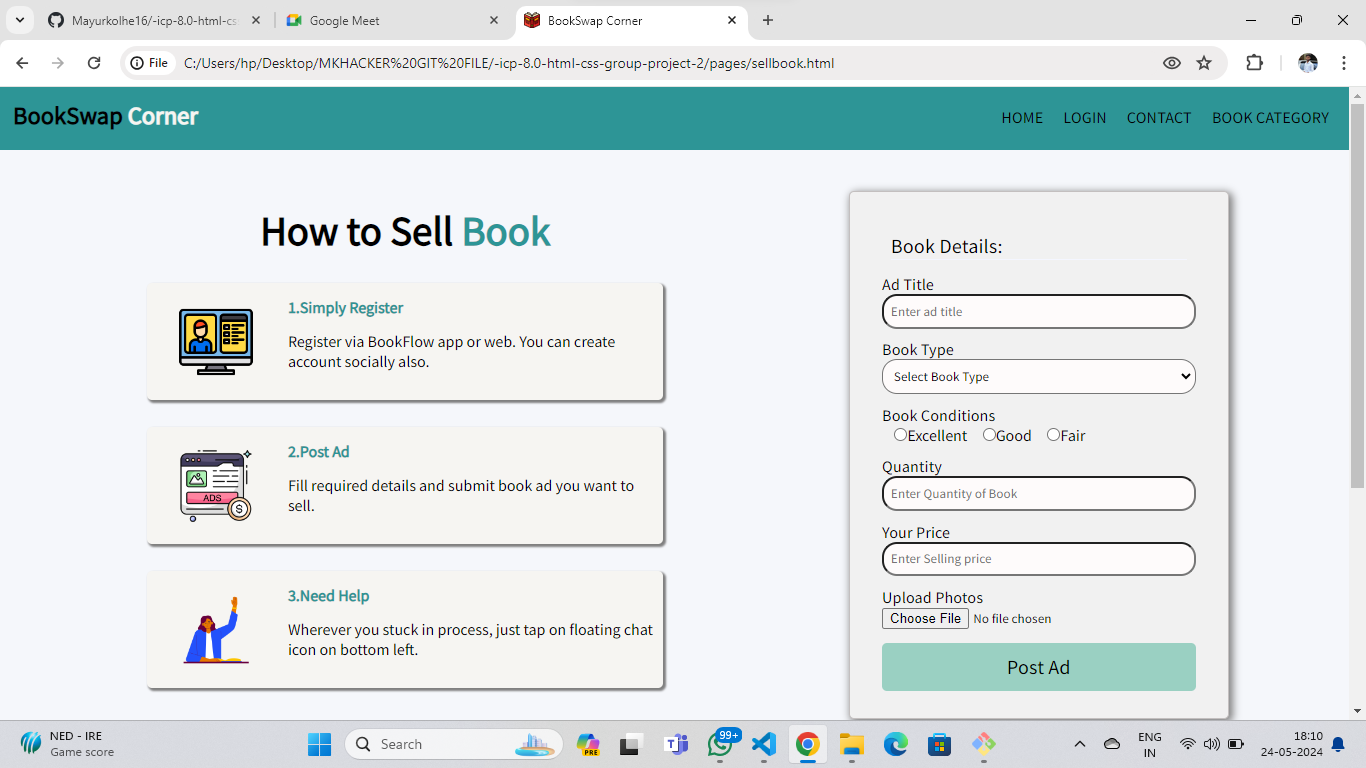 Mayurkolhe16/-icp-8.0-html-cs
Google Meet
BookSwap Corner
File
C:/Users/hp/Desktop/MKHACKER%20GIT%20FILE/-icp-8.0-html-css-group-project-2/pages/sellbook.html
BookSwap Corner
HOME
LOGIN
CONTACT
BOOK CATEGORY
How to Sell Book
1.Simply Register
Register via BookFlow app or web. You can create
account socially also.
ADS
$
2.Post Ad
Fill required details and submit book ad you want to
sell.
3.Need Help
Wherever you stuck in process, just tap on floating chat
icon on bottom left.
Book Details:
Ad Title
Enter ad title
Book Type
Select Book Type
Book Conditions
Excellent Good Fair
Quantity
Enter Quantity of Book
Your Price
Enter Selling price
Upload Photos
Choose File No file chosen
Post Ad
NED - IRE
Game score
Search
PRE
99+
ENG
IN
18:10
24-05-2024